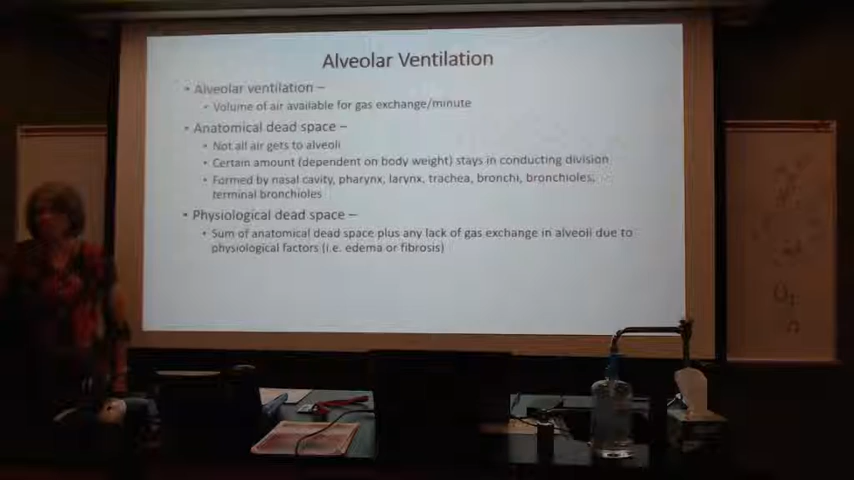 Alveolar Ventilation
• Alveolar ventilation –
• Volume of air available for gas exchange/minute
• Anatomical dead space –
• Not all air gets to alveoli
• Certain amount (dependent on body weight) stays in conducting division
• Formed by nasal cavity, pharynx, larynx, trachea, bronchi, bronchioles,
terminal bronchioles
• Physiological dead space –
• Sum of anatomical dead space plus any lack of gas exchange in alveoli due to
physiological factors (i.e. edema or fibrosis)